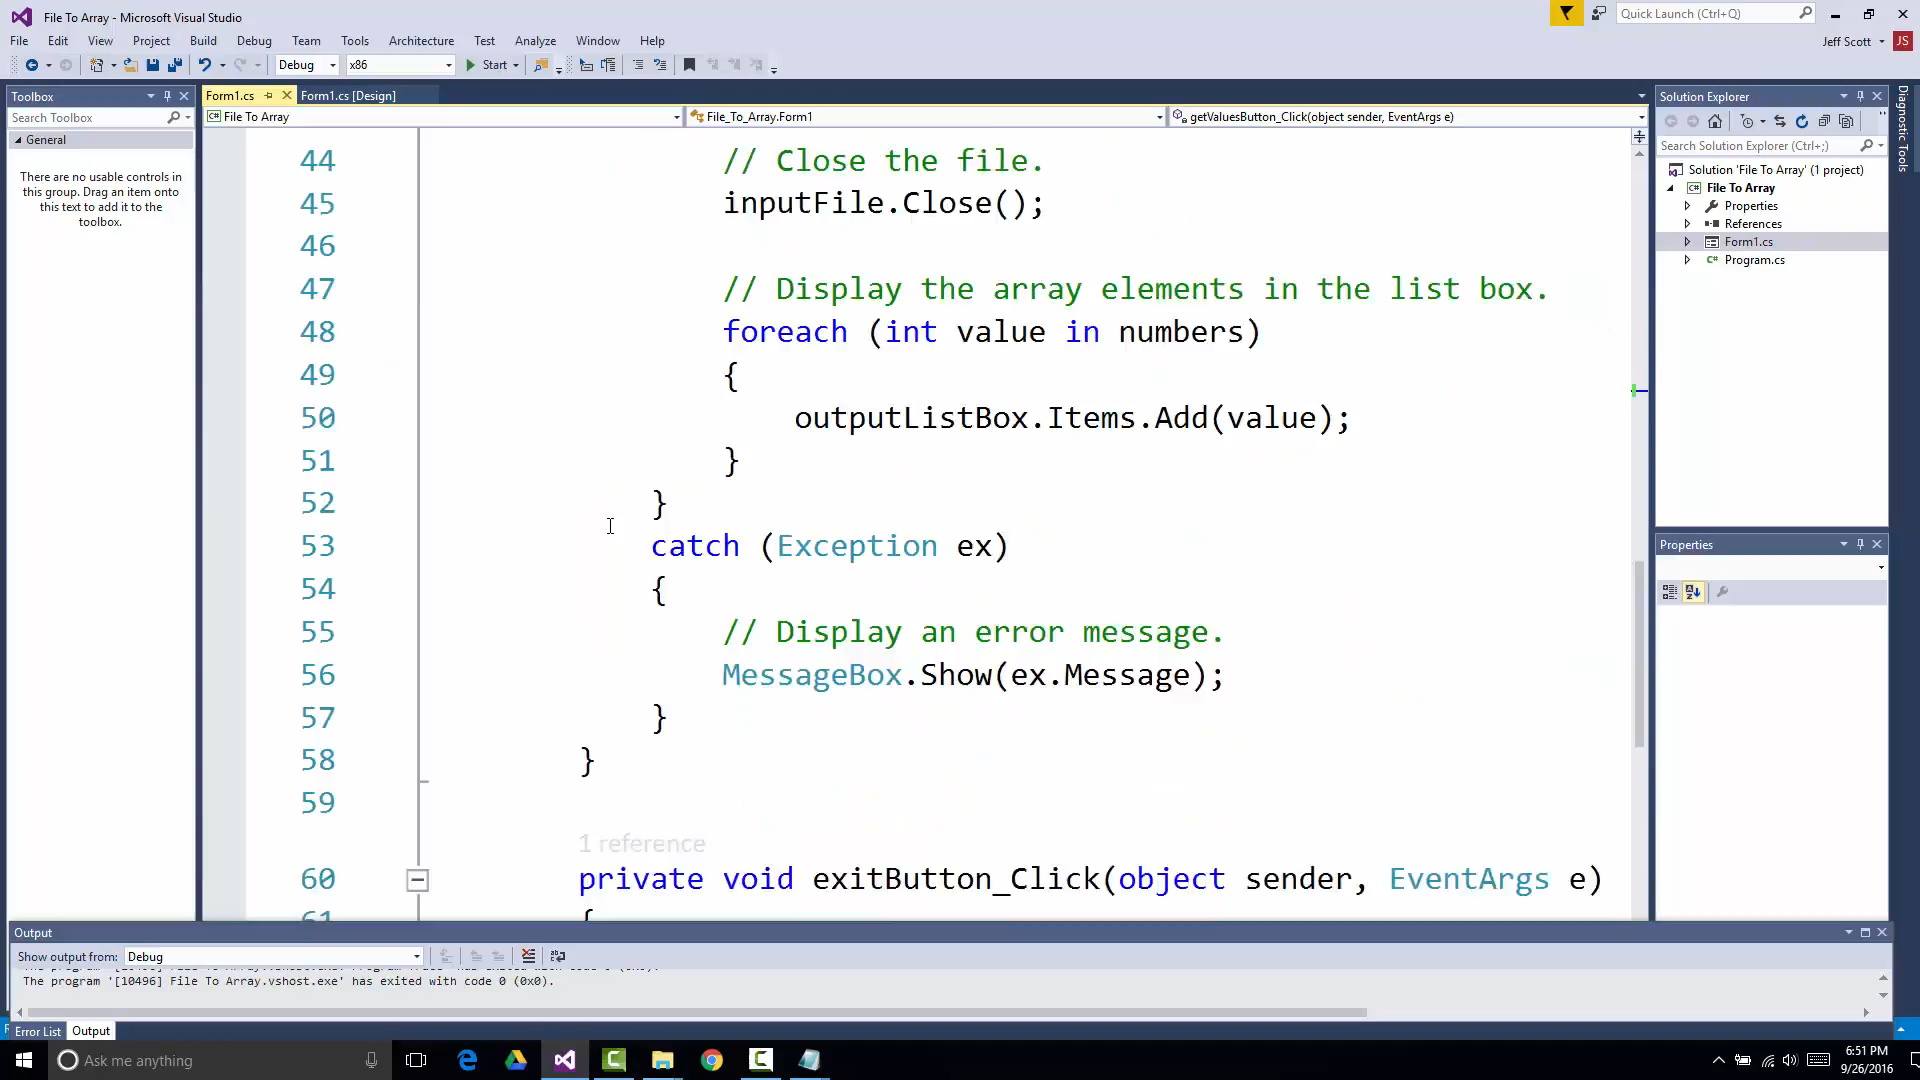 File To Array - Microsoft Visual Studio
Quick Launch (Ctrl+Q)
File Edit View Project Build Debug Team Tools Architecture Test Analyze Window Help
Jeff Scott JS
Debug x86 Start
Toolbox
Form1.cs Form1.cs [Design]
Solution Explorer
Diagnostic Tools
Search Toolbox
File To Array File_To_Array.Form1 getValuesButton_Click(object sender, EventArgs e)
General
There are no usable controls in
this group. Drag an item onto
this text to add it to the
toolbox.
Search Solution Explorer (Ctrl+;)
Solution 'File To Array' (1 project)
File To Array
Properties
References
Form1.cs
Program.cs
44 // Close the file.
45 inputFile.Close();
46
47 // Display the array elements in the list box.
48 foreach (int value in numbers)
49 {
50 outputListBox.Items.Add(value);
51 }
52 }
53 catch (Exception ex)
54 {
55 // Display an error message.
56 MessageBox.Show(ex.Message);
57 }
58 }
59
1 reference
60 private void exitButton_Click(object sender, EventArgs e)
61 {
Properties
Output
Show output from: Debug
The program '[10496] File To Array.vshost.exe' has exited with code 0 (0x0).
Error List Output
Ask me anything
6:51 PM
9/26/2016